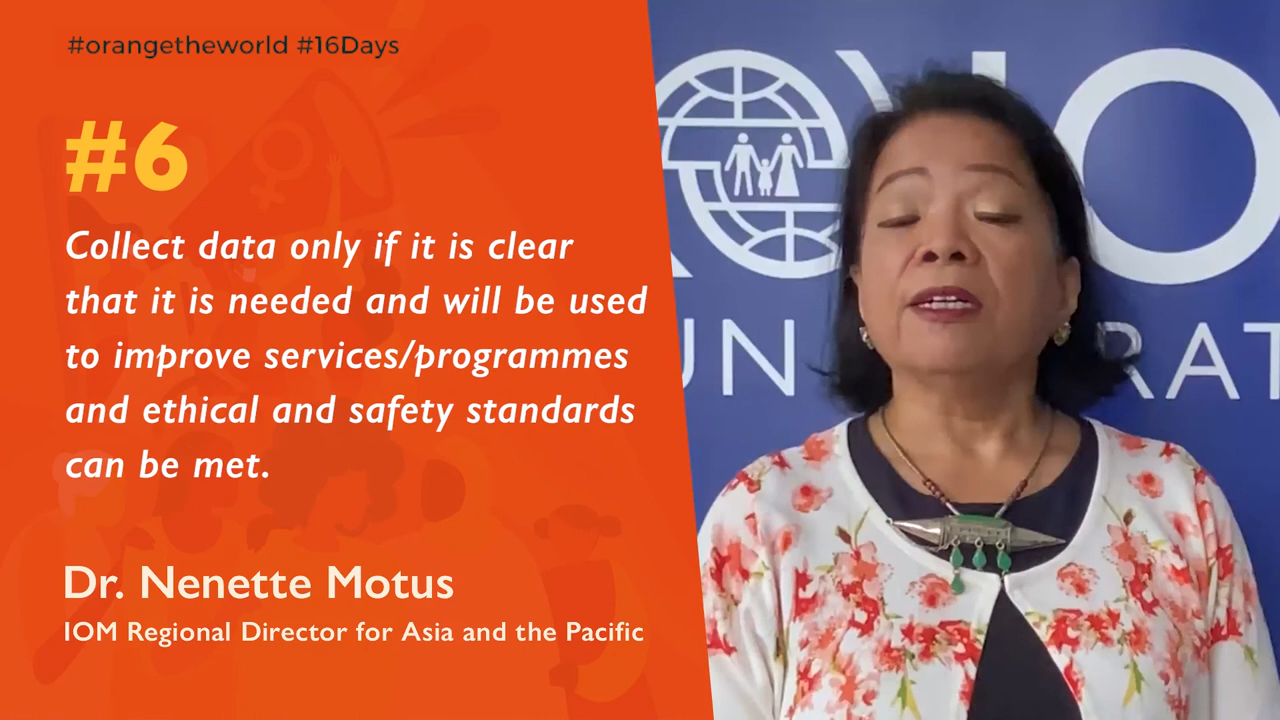 #orangetheworld #16Days
#6
Collect data only if it is clear
that it is needed and will be used
to improve services/programmes
and ethical and safety standards
can be met.
Dr. Nenette Motus
IOM Regional Director for Asia and the Pacific
UN